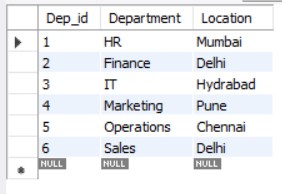 Dep_id Department Location
1 HR Mumbai
2 Finance Delhi
3 IT Hydrabad
4 Marketing Pune
5 Operations Chennai
6 Sales Delhi
NULL NULL NULL